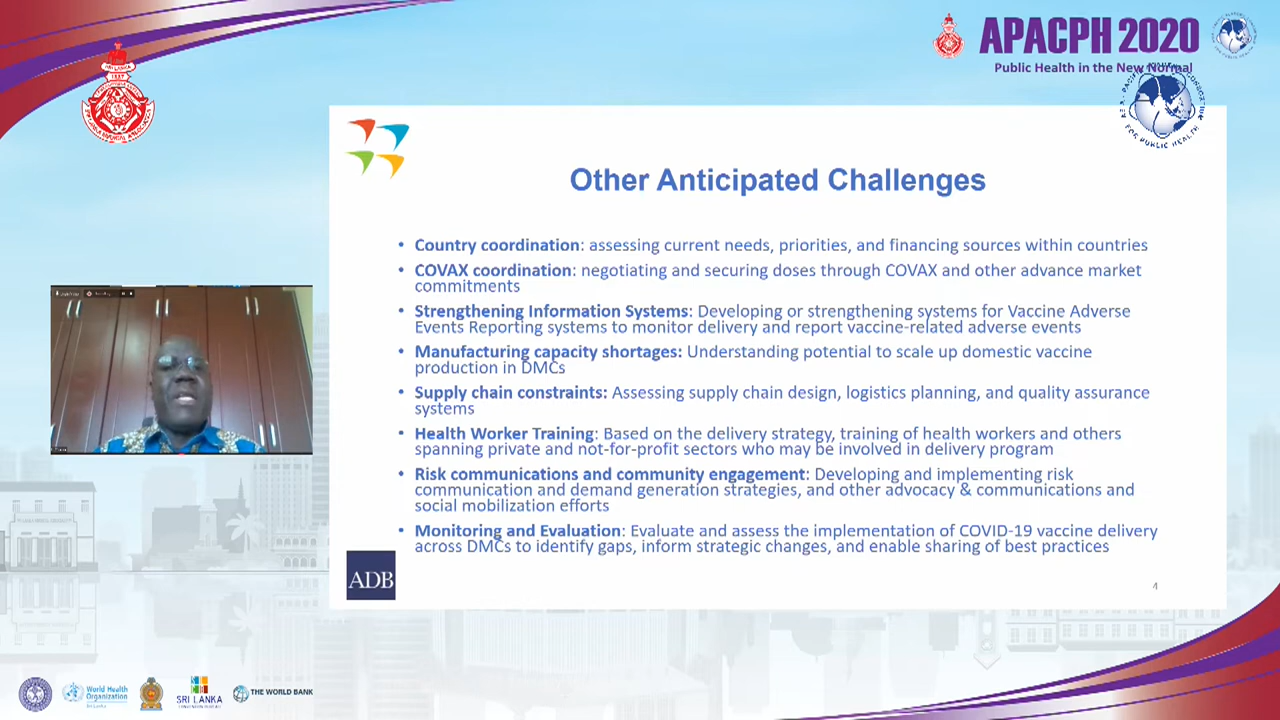 APACPH 2020
Public Health in the New Normal
SRI LANKA
1887
FOR PUBLIC HEALTH
Other Anticipated Challenges
• Country coordination: assessing current needs, priorities, and financing sources within countries
• COVAX coordination: negotiating and securing doses through COVAX and other advance market
commitments
• Strengthening Information Systems: Developing or strengthening systems for Vaccine Adverse
Events Reporting systems to monitor delivery and report vaccine-related adverse events
• Manufacturing capacity shortages: Understanding potential to scale up domestic vaccine
production in DMCs
• Supply chain constraints: Assessing supply chain design, logistics planning, and quality assurance
systems
• Health Worker Training: Based on the delivery strategy, training of health workers and others
spanning private and not-for-profit sectors who may be involved in delivery program
• Risk communications and community engagement: Developing and implementing risk
communication and demand generation strategies, and other advocacy & communications and
social mobilization efforts
• Monitoring and Evaluation: Evaluate and assess the implementation of COVID-19 vaccine delivery
across DMCs to identify gaps, inform strategic changes, and enable sharing of best practices
ADB
4
World Health
Organization
Sri Lanka
SRI LANKA
THE WORLD BANK